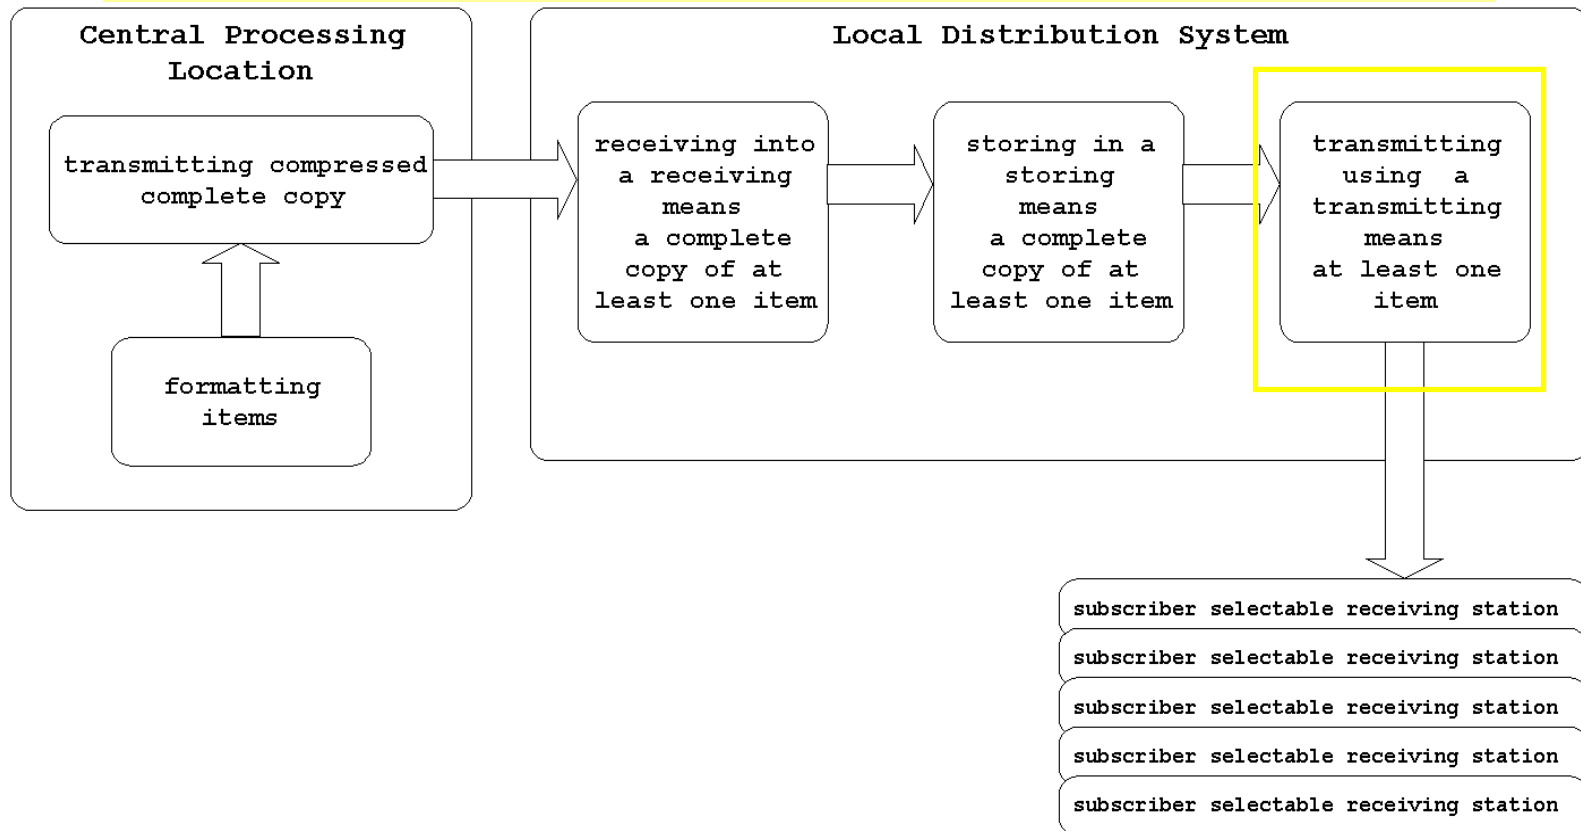 Central Processing
Location
transmitting compressed
complete copy
formatting
items
Local Distribution System
receiving into
a receiving
means
a complete
copy of at
least one item
storing in a
storing
means
a complete
copy of at
least one item
transmitting
using a
transmitting
means
at least one
item
subscriber selectable receiving station
subscriber selectable receiving station
subscriber selectable receiving station
subscriber selectable receiving station
subscriber selectable receiving station